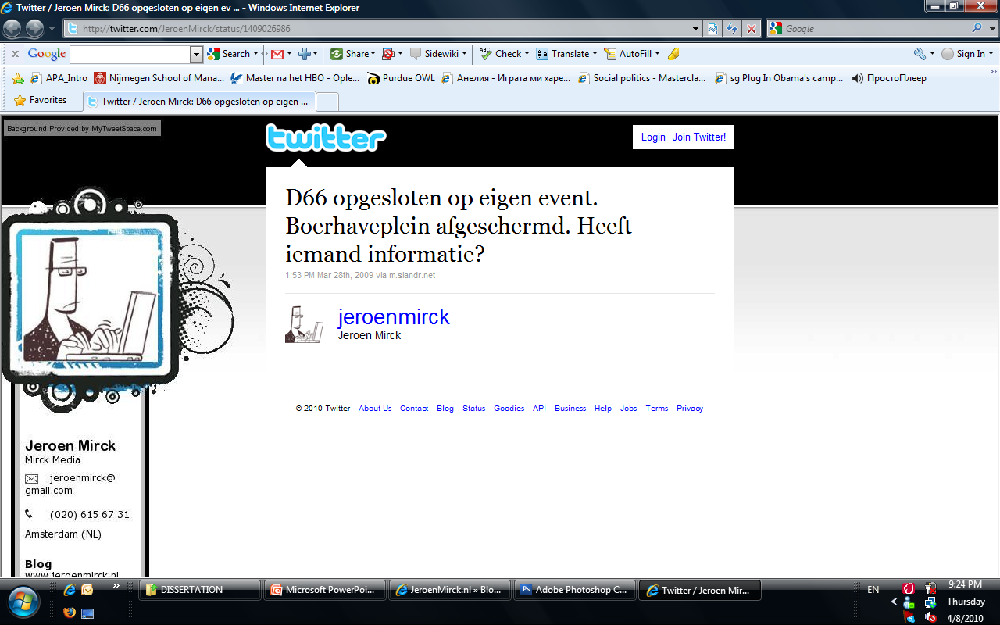 Twitter / Jeroen Mirck: D66 opgesloten op eigen ev ... - Windows Internet Explorer
http://twitter.com/JeroenMirck/status/1409026986
Google
x Google Search Share Sidewiki Check Translate AutoFill Sign In
APA_Intro Nijmegen School of Mana... Master na het HBO - Ople... Purdue OWL Анелия - Играта ми харе... Social politics - Mastercla... sg Plug In Obama's camp... ПростоПлеер
Favorites Twitter / Jeroen Mirck: D66 opgesloten op eigen ...
Background Provided by MyTweetSpace.com
twitter
Login Join Twitter!
D66 opgesloten op eigen event.
Boerhaveplein afgeschermd. Heeft
iemand informatie?
1:53 PM Mar 28th, 2009 via m.slandr.net
jeroenmirck
Jeroen Mirck
© 2010 Twitter About Us Contact Blog Status Goodies API Business Help Jobs Terms Privacy
Jeroen Mirck
Mirck Media
jeroenmirck@
gmail.com
(020) 615 67 31
Amsterdam (NL)
Blog
www.jeroenmirck.nl
DISSERTATION Microsoft PowerPoi... JeroenMirck.nl » Blo... Adobe Photoshop C... Twitter / Jeroen Mir... EN
9:24 PM
Thursday
4/8/2010